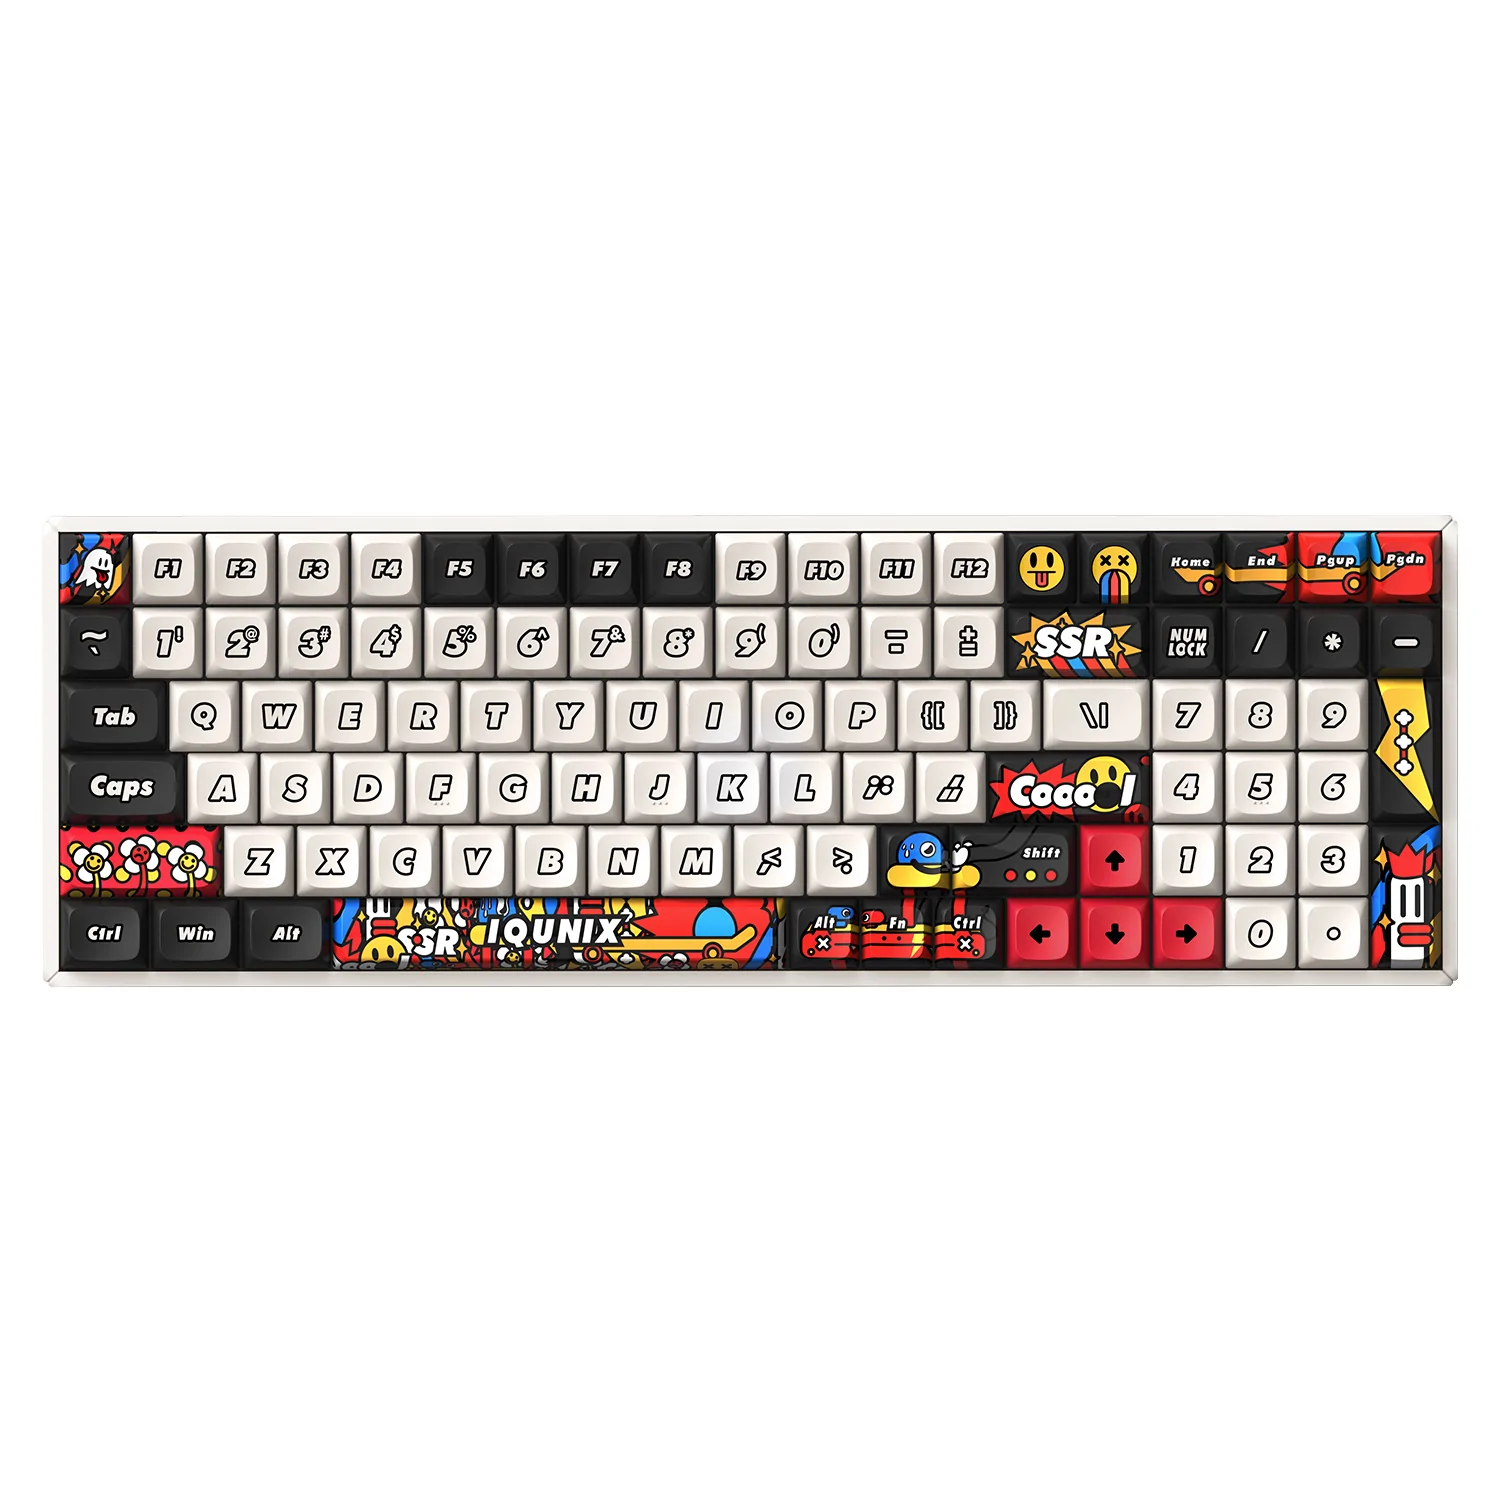 F1 F2 F3 F4 F5 F6 F7 F8 F9 F10 F11 F12 Home End Pgup Pgdn
~ ` 1 ! 2 @ 3 # 4 $ 5 % 6 ^ 7 & 8 * 9 ( 0 ) - _ + = SSR NUM LOCK / * -
Tab Q W E R T Y U I O P { [ ] } \ | 7 8 9
Caps A S D F G H J K L ; : " ' Cooool 4 5 6
Z X C V B N M , < . > ? / Shift ↑ 1 2 3
Ctrl Win Alt SSR IQUNIX Alt Fn Ctrl ← ↓ → 0 .